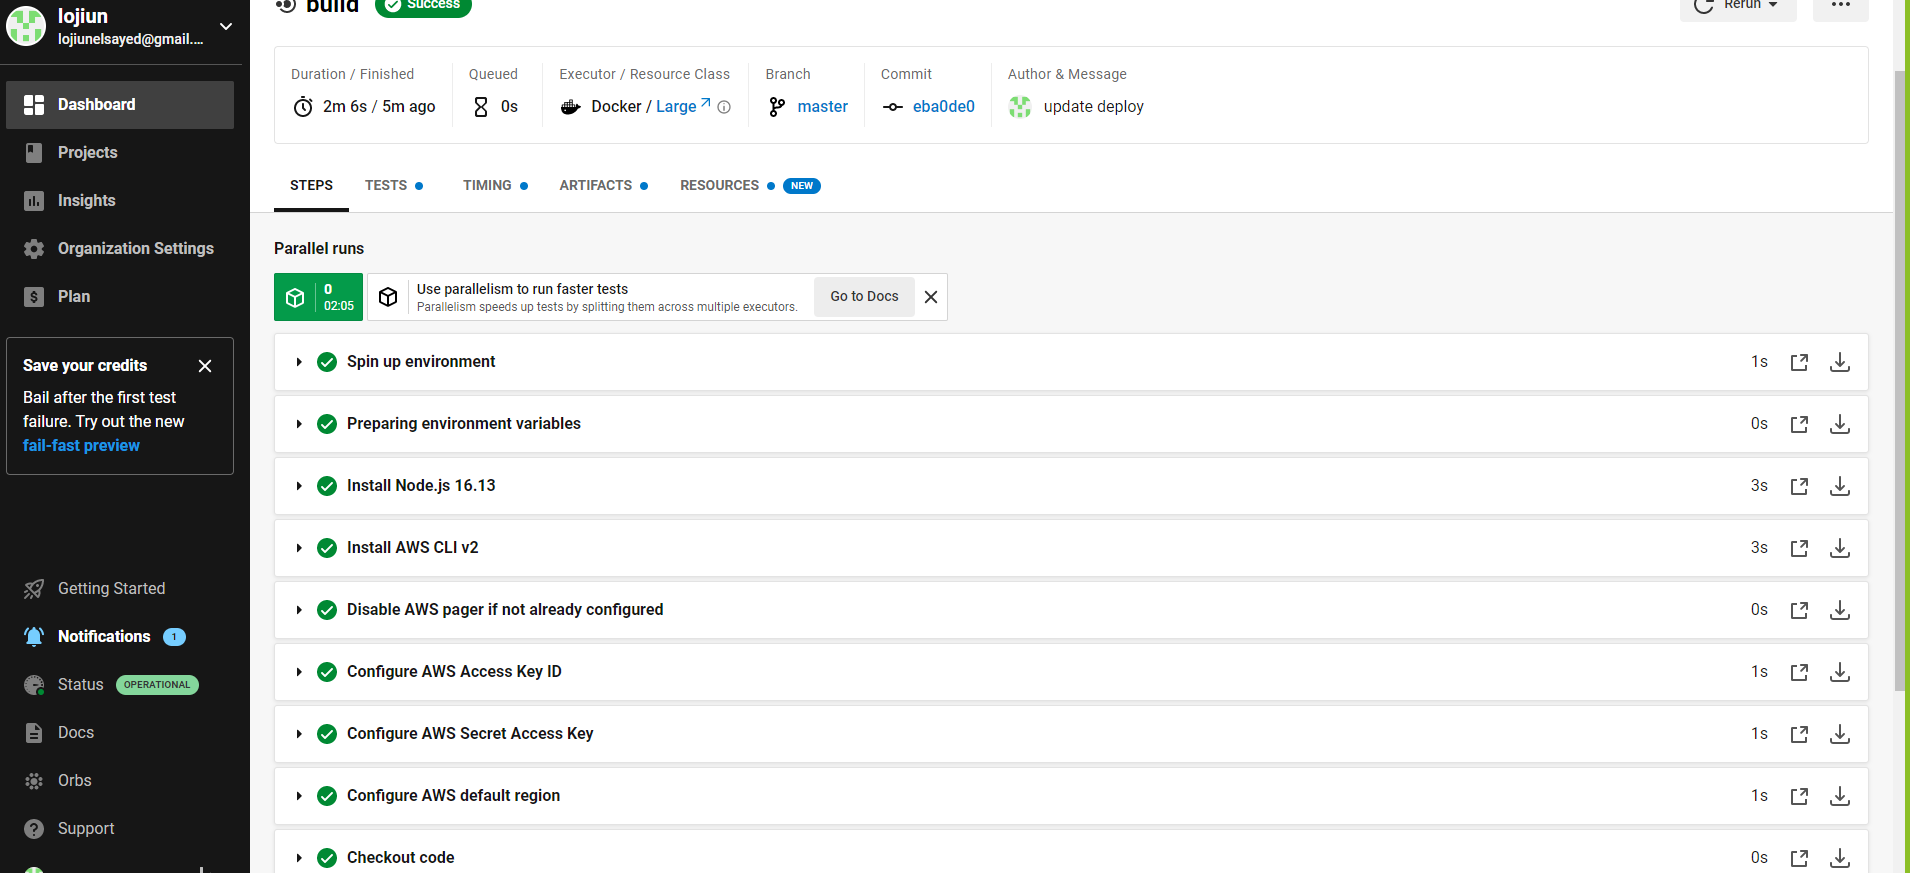 lojiun
lojiunelsayed@gmail....
Dashboard
Projects
Insights
Organization Settings
Plan
Save your credits
Bail after the first test
failure. Try out the new
fail-fast preview
Getting Started
Notifications 1
Status OPERATIONAL
Docs
Orbs
Support
build Success
Rerun
Duration / Finished
2m 6s / 5m ago
Queued
0s
Executor / Resource Class
Docker / Large
Branch
master
Commit
eba0de0
Author & Message
update deploy
STEPS TESTS TIMING ARTIFACTS RESOURCES NEW
Parallel runs
0
02:05
Use parallelism to run faster tests
Parallelism speeds up tests by splitting them across multiple executors.
Go to Docs
Spin up environment 1s
Preparing environment variables 0s
Install Node.js 16.13 3s
Install AWS CLI v2 3s
Disable AWS pager if not already configured 0s
Configure AWS Access Key ID 1s
Configure AWS Secret Access Key 1s
Configure AWS default region 1s
Checkout code 0s